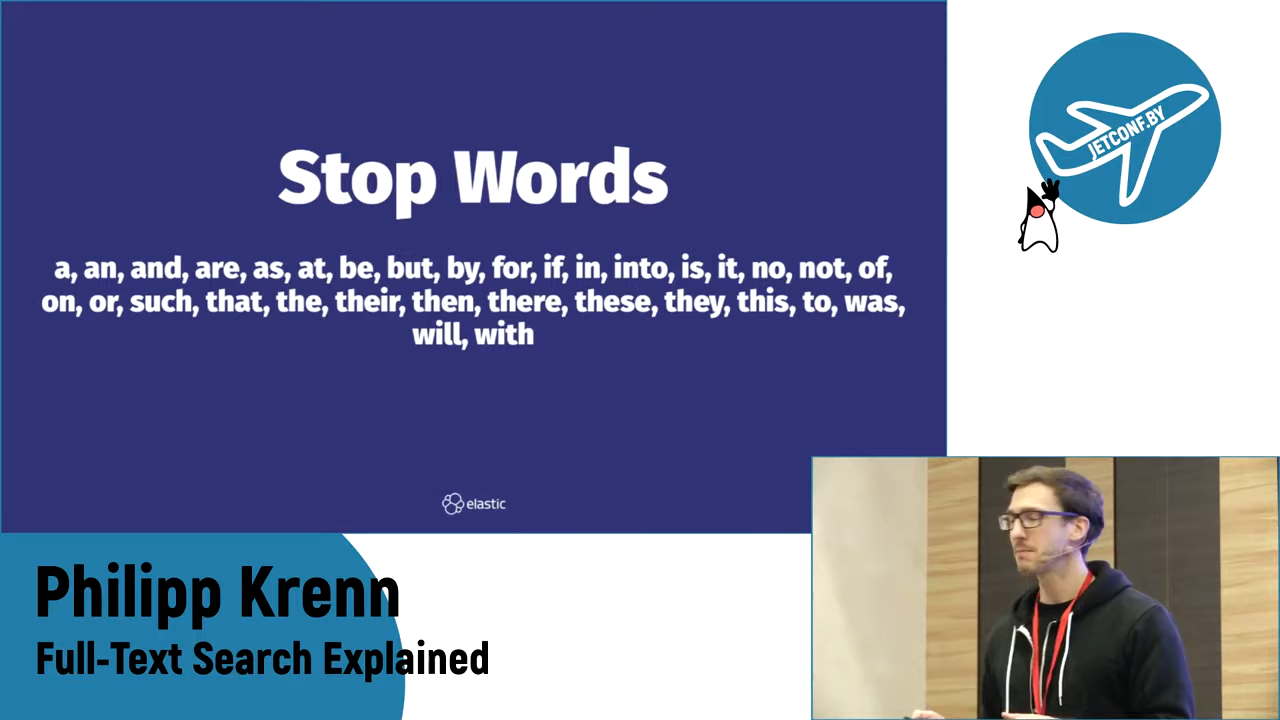 Stop Words
a, an, and, are, as, at, be, but, by, for, if, in, into, is, it, no, not, of,
on, or, such, that, the, their, then, there, these, they, this, to, was,
will, with
elastic
JETCONF.BY
Philipp Krenn
Full-Text Search Explained